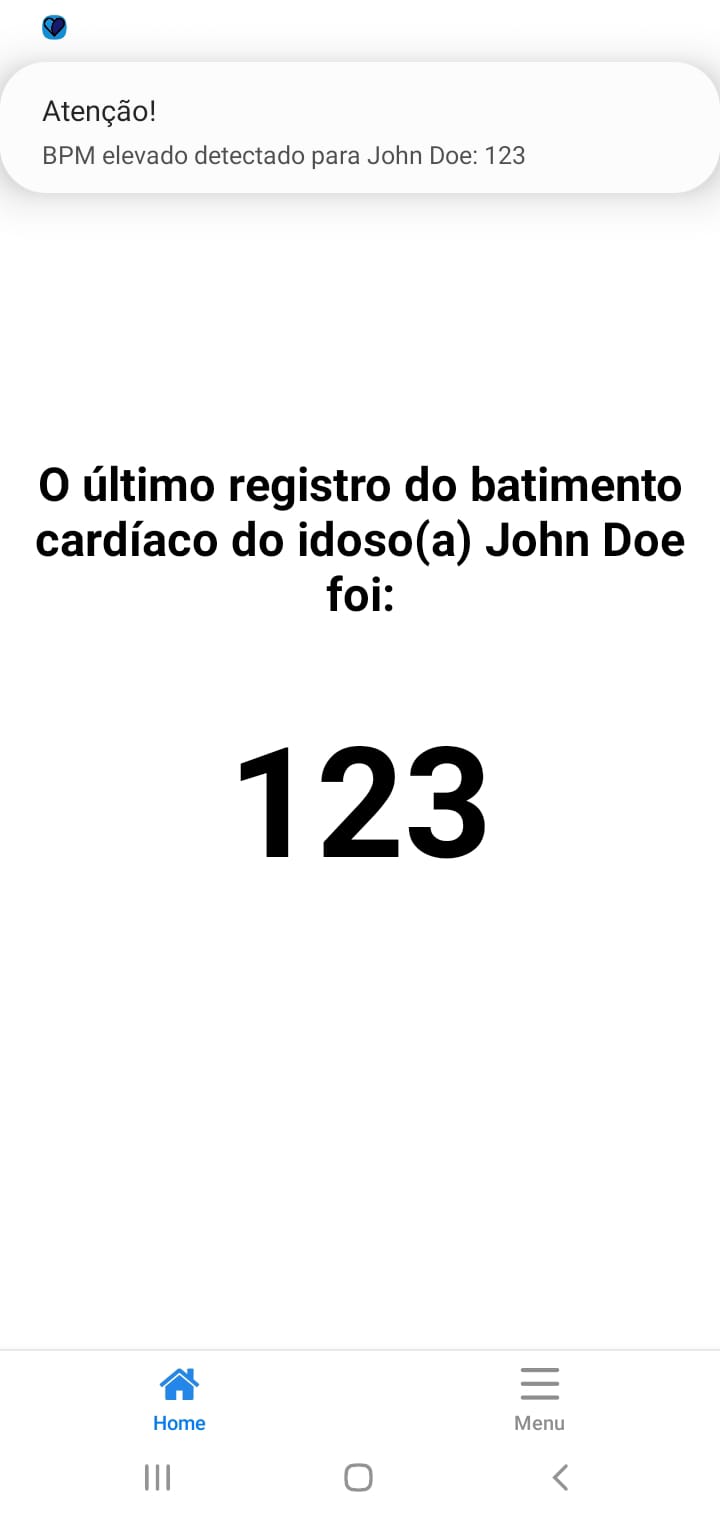 Atenção!
BPM elevado detectado para John Doe: 123
O último registro do batimento
cardíaco do idoso(a) John Doe
foi:
123
Home
Menu